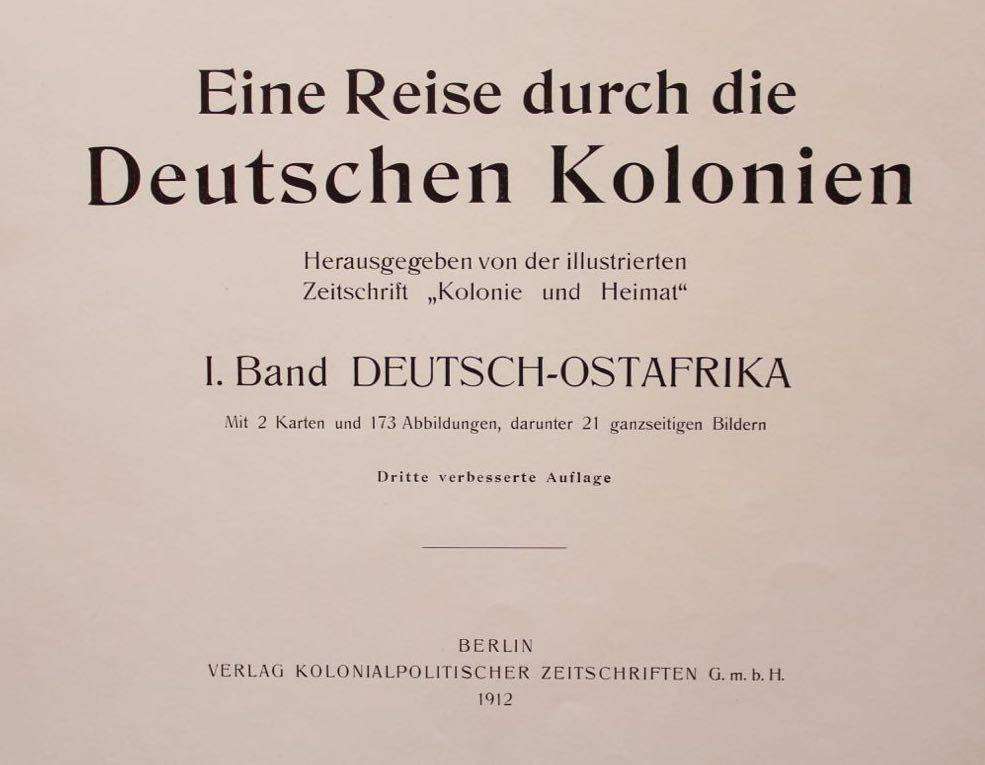 Eine Reise durch die
Deutschen Kolonien
Herausgegeben von der illustrierten
Zeitschrift „Kolonie und Heimat“
I. Band DEUTSCH-OSTAFRIKA
Mit 2 Karten und 173 Abbildungen, darunter 21 ganzseitigen Bildern
Dritte verbesserte Auflage
BERLIN
VERLAG KOLONIALPOLITISCHER ZEITSCHRIFTEN G. m. b. H.
1912